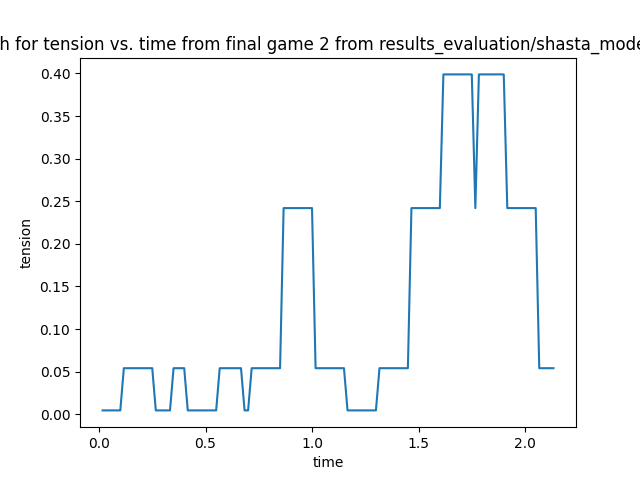 h for tension vs. time from final game 2 from results_evaluation/shasta_mode
0.40
0.35
0.30
0.25
0.20
0.15
0.10
0.05
0.00
tension
0.0 0.5 1.0 1.5 2.0
time